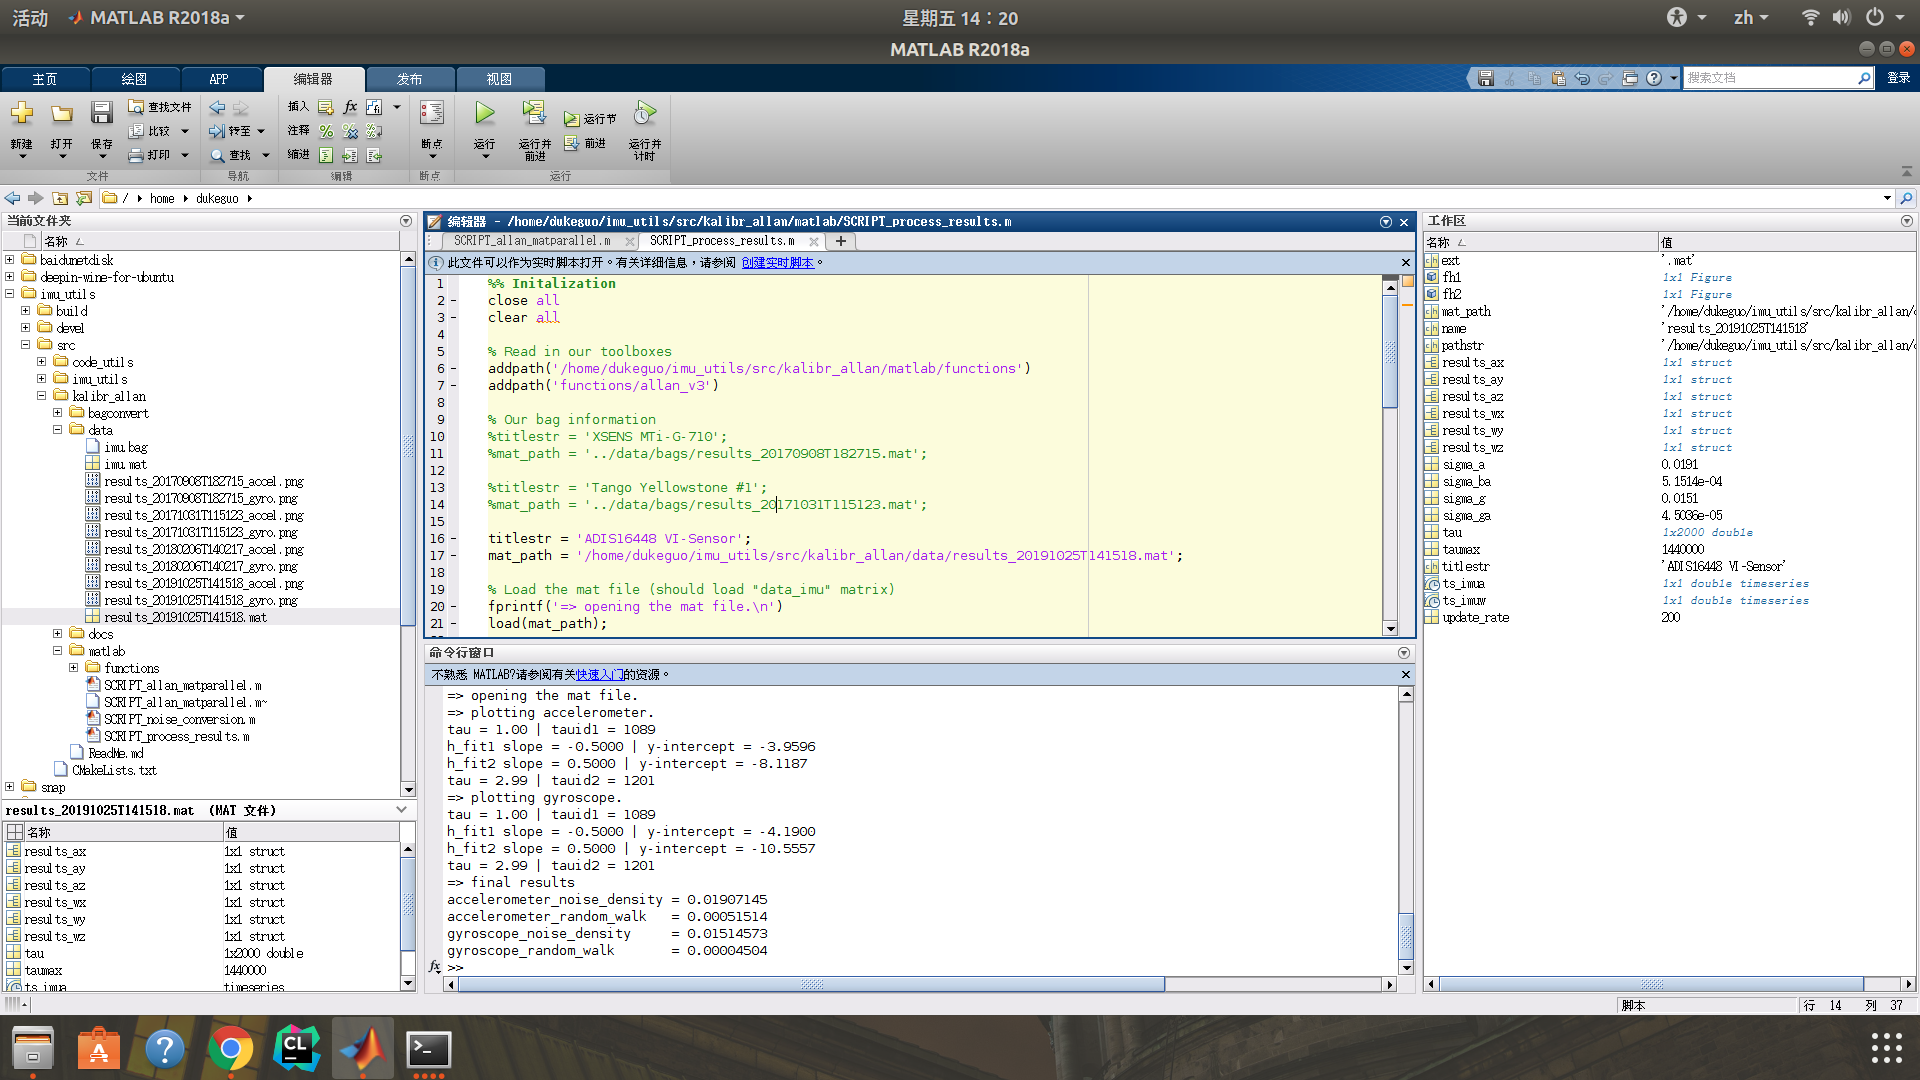 活动 MATLAB R2018a 星期五 14:20 zh
MATLAB R2018a
主页 绘图 APP 编辑器 发布 视图 搜索文档 登录
新建 打开 保存 查找文件 比较 打印 文件
转至 查找 导航
插入 注释 缩进 编辑
断点 断点
运行 运行并前进 运行节 前进 运行并计时 运行
/ home dukeguo
当前文件夹
名称
baidunetdisk
deepin-wine-for-ubuntu
imu_utils
build
devel
src
code_utils
imu_utils
kalibr_allan
bagconvert
data
imu.bag
imu.mat
results_20170908T182715_accel.png
results_20170908T182715_gyro.png
results_20171031T115123_accel.png
results_20171031T115123_gyro.png
results_20180206T140217_accel.png
results_20180206T140217_gyro.png
results_20191025T141518_accel.png
results_20191025T141518_gyro.png
results_20191025T141518.mat
docs
matlab
functions
SCRIPT_allan_matparallel.m
SCRIPT_allan_matparallel.m~
SCRIPT_noise_conversion.m
SCRIPT_process_results.m
ReadMe.md
CMakeLists.txt
snap
results_20191025T141518.mat (MAT 文件)
名称 值
results_ax 1x1 struct
results_ay 1x1 struct
results_az 1x1 struct
results_wx 1x1 struct
results_wy 1x1 struct
results_wz 1x1 struct
tau 1x2000 double
taumax 1440000
ts_imua timeseries
编辑器 - /home/dukeguo/imu_utils/src/kalibr_allan/matlab/SCRIPT_process_results.m
SCRIPT_allan_matparallel.m SCRIPT_process_results.m
此文件可以作为实时脚本打开。有关详细信息，请参阅 创建实时脚本。
1 %% Initalization
2 - close all
3 - clear all
4
5 % Read in our toolboxes
6 - addpath('/home/dukeguo/imu_utils/src/kalibr_allan/matlab/functions')
7 - addpath('functions/allan_v3')
8
9 % Our bag information
10 %titlestr = 'XSENS MTi-G-710';
11 %mat_path = '../data/bags/results_20170908T182715.mat';
12
13 %titlestr = 'Tango Yellowstone #1';
14 %mat_path = '../data/bags/results_20171031T115123.mat';
15
16 - titlestr = 'ADIS16448 VI-Sensor';
17 - mat_path = '/home/dukeguo/imu_utils/src/kalibr_allan/data/results_20191025T141518.mat';
18
19 % Load the mat file (should load "data_imu" matrix)
20 - fprintf('=> opening the mat file.\n')
21 - load(mat_path);
命令行窗口
不熟悉 MATLAB?请参阅有关快速入门的资源。
=> opening the mat file.
=> plotting accelerometer.
tau = 1.00 | tauid1 = 1089
h_fit1 slope = -0.5000 | y-intercept = -3.9596
h_fit2 slope = 0.5000 | y-intercept = -8.1187
tau = 2.99 | tauid2 = 1201
=> plotting gyroscope.
tau = 1.00 | tauid1 = 1089
h_fit1 slope = -0.5000 | y-intercept = -4.1900
h_fit2 slope = 0.5000 | y-intercept = -10.5557
tau = 2.99 | tauid2 = 1201
=> final results
accelerometer_noise_density = 0.01907145
accelerometer_random_walk = 0.00051514
gyroscope_noise_density = 0.01514573
gyroscope_random_walk = 0.00004504
fx >>
工作区
名称 值
ext '.mat'
fh1 1x1 Figure
fh2 1x1 Figure
mat_path '/home/dukeguo/imu_utils/src/kalibr_allan/
name 'results_20191025T141518'
pathstr '/home/dukeguo/imu_utils/src/kalibr_allan/
results_ax 1x1 struct
results_ay 1x1 struct
results_az 1x1 struct
results_wx 1x1 struct
results_wy 1x1 struct
results_wz 1x1 struct
sigma_a 0.0191
sigma_ba 5.1514e-04
sigma_g 0.0151
sigma_ga 4.5036e-05
tau 1x2000 double
taumax 1440000
titlestr 'ADIS16448 VI-Sensor'
ts_imua 1x1 double timeseries
ts_imuw 1x1 double timeseries
update_rate 200
脚本 行 14 列 37
CL